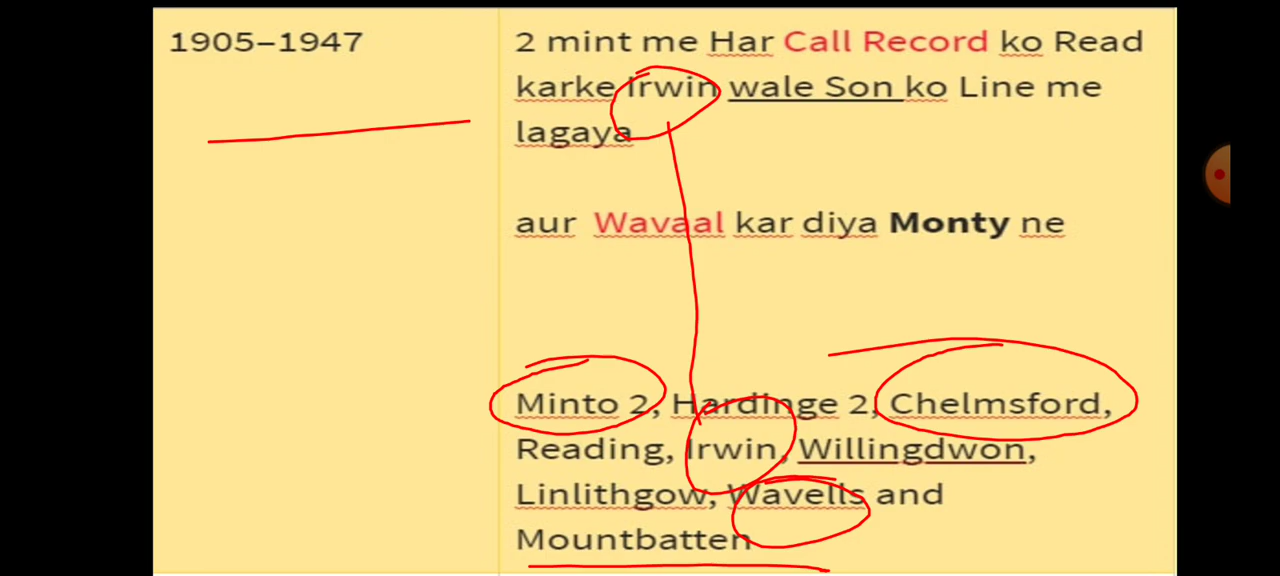 1905–1947
2 mint me Har Call Record ko Read
karke Irwin wale Son ko Line me
lagaya
aur Wavaal kar diya Monty ne
Minto 2, Hardinge 2, Chelmsford,
Reading, Irwin, Willingdwon,
Linlithgow, Wavells and
Mountbatten